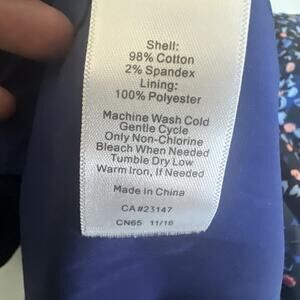 Shell:
98% Cotton
2% Spandex
Lining:
100% Polyester
Machine Wash Cold
Gentle Cycle
Only Non-Chlorine
Bleach When Needed
Tumble Dry Low
Warm Iron, If Needed
Made in China
CA#23147
CN65 11/16